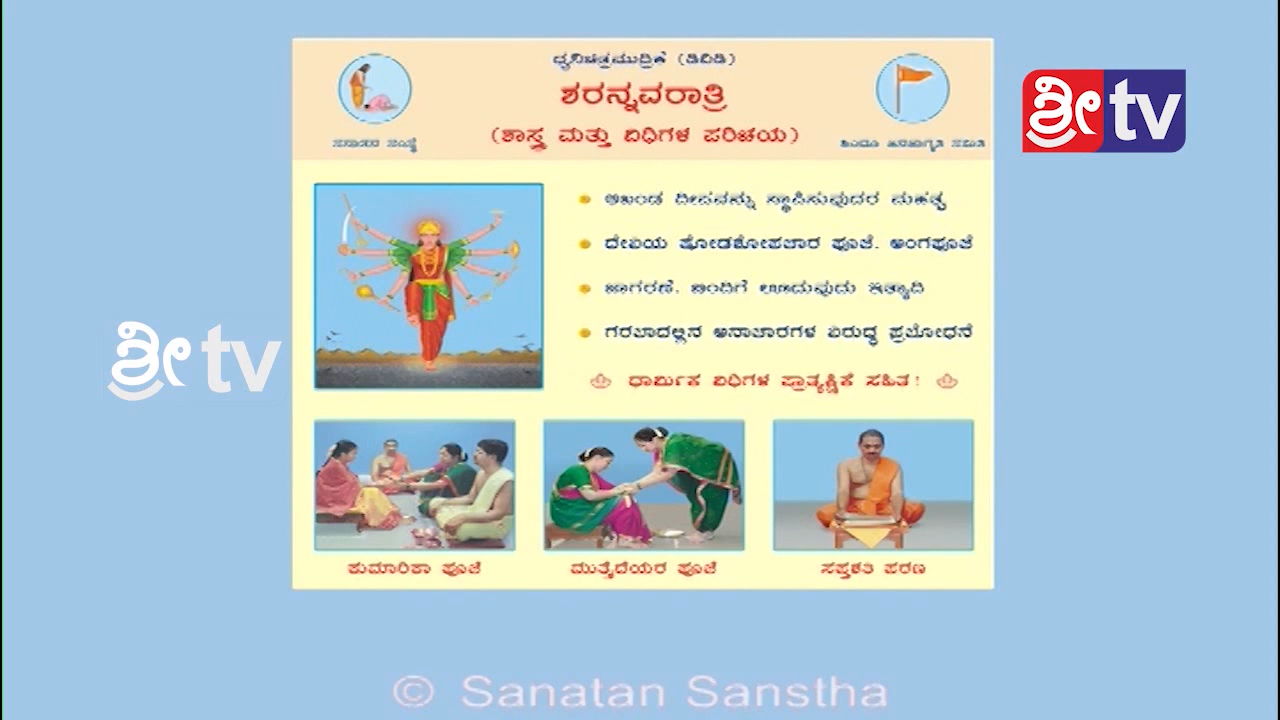 ಧ್ವನಿಚಿತ್ರಮುದ್ರಿಕೆ (ಡಿವಿಡಿ)
ಶರನ್ನವರಾತ್ರಿ
(ಶಾಸ್ತ್ರ ಮತ್ತು ವಿಧಿಗಳ ಪರಿಚಯ)
ಸನಾತನ ಸಂಸ್ಥೆ
ಹಿಂದೂ ಜನಜಾಗೃತಿ ಸಮಿತಿ
ಶ್ರೀ tv
ಅಖಂಡ ದೀಪವನ್ನು ಸ್ಥಾಪಿಸುವುದರ ಮಹತ್ವ
ದೇವಿಯ ಷೋಡಶೋಪಚಾರ ಪೂಜೆ, ಅಂಗಪೂಜೆ
ಜಾಗರಣೆ, ಬಿಂದಿಗೆ ಊದುವುದು ಇತ್ಯಾದಿ
ಗರಬಾದಲ್ಲಿನ ಅನಾಚಾರಗಳ ವಿರುದ್ಧ ಪ್ರಬೋಧನೆ
ಧಾರ್ಮಿಕ ವಿಧಿಗಳ ಪ್ರಾತ್ಯಕ್ಷಿಕೆ ಸಹಿತ!
ಶ್ರೀ tv
ಕುಮಾರಿಕಾ ಪೂಜೆ
ಮುತ್ತೈದೆಯರ ಪೂಜೆ
ಸಪ್ತಶತಿ ಪಠಣ
© Sanatan Sanstha